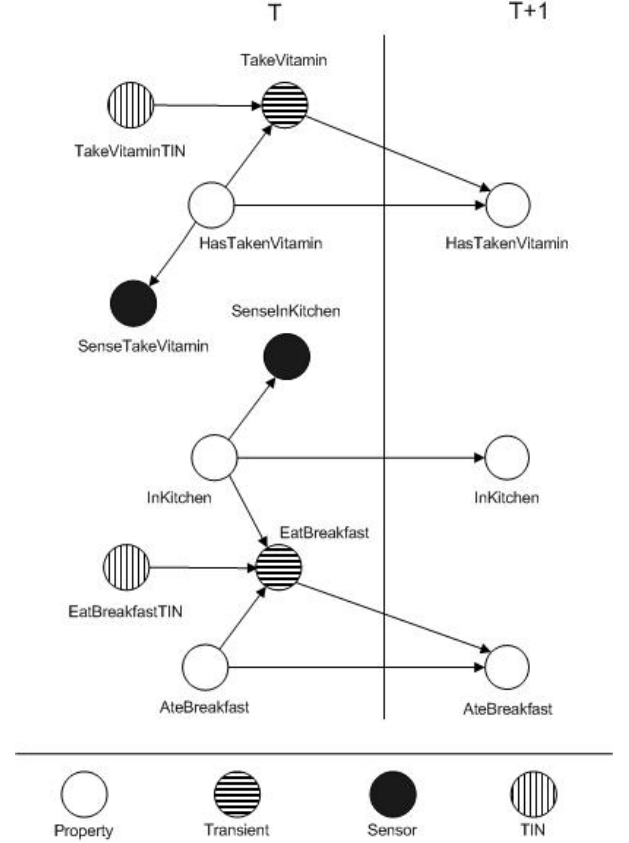 T
T+1
TakeVitamin
TakeVitaminTIN
HasTakenVitamin
HasTakenVitamin
SenseInKitchen
SenseTakeVitamin
InKitchen
InKitchen
EatBreakfast
EatBreakfastTIN
AteBreakfast
AteBreakfast
Property
Transient
Sensor
TIN